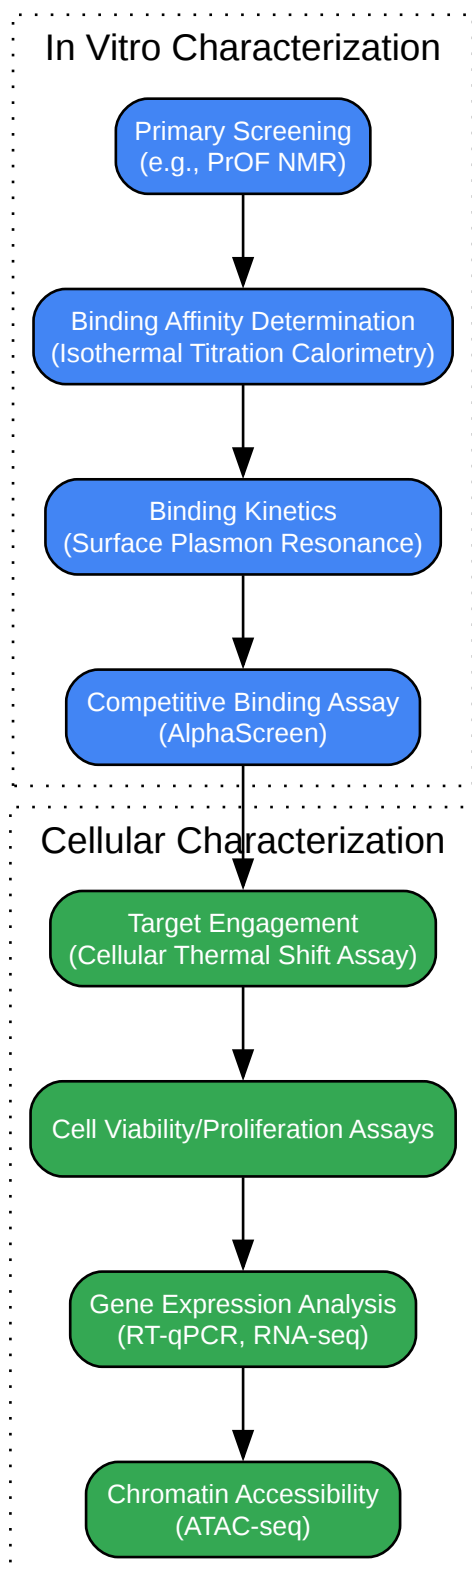 In Vitro Characterization
Primary Screening
(e.g., PrOF NMR)
Binding Affinity Determination
(Isothermal Titration Calorimetry)
Binding Kinetics
(Surface Plasmon Resonance)
Competitive Binding Assay
(AlphaScreen)
Cellular Characterization
Target Engagement
(Cellular Thermal Shift Assay)
Cell Viability/Proliferation Assays
Gene Expression Analysis
(RT-qPCR, RNA-seq)
Chromatin Accessibility
(ATAC-seq)